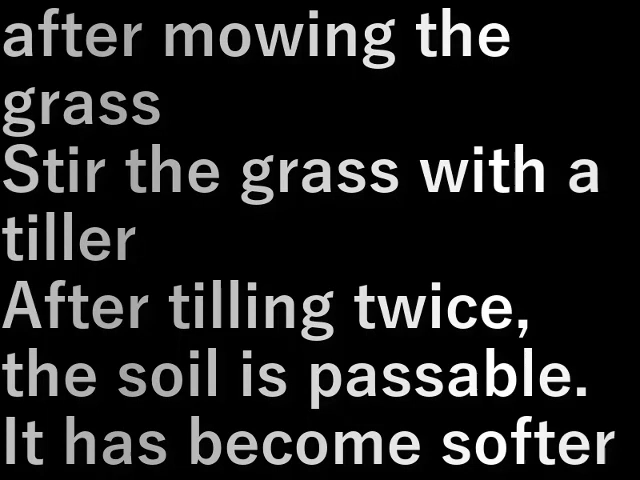 after mowing the
grass
Stir the grass with a
tiller
After tilling twice,
the soil is passable.
It has become softer